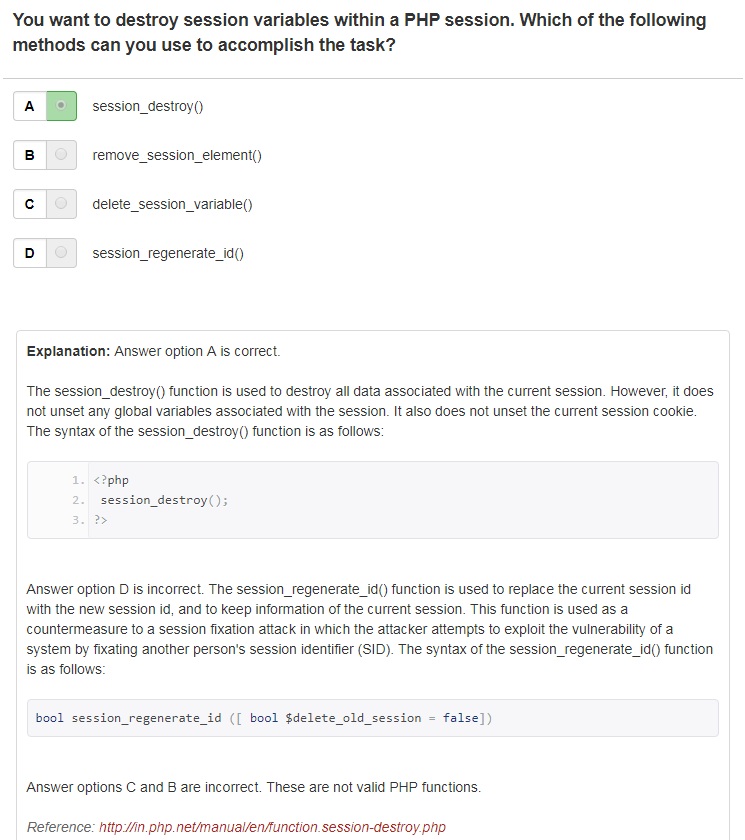 You want to destroy session variables within a PHP session. Which of the following
methods can you use to accomplish the task?
A session_destroy()
B remove_session_element()
C delete_session_variable()
D session_regenerate_id()
Explanation: Answer option A is correct.
The session_destroy() function is used to destroy all data associated with the current session. However, it does
not unset any global variables associated with the session. It also does not unset the current session cookie.
The syntax of the session_destroy() function is as follows:
1. <?php
2. session_destroy();
3. ?>
Answer option D is incorrect. The session_regenerate_id() function is used to replace the current session id
with the new session id, and to keep information of the current session. This function is used as a
countermeasure to a session fixation attack in which the attacker attempts to exploit the vulnerability of a
system by fixating another person's session identifier (SID). The syntax of the session_regenerate_id() function
is as follows:
bool session_regenerate_id ([ bool $delete_old_session = false])
Answer options C and B are incorrect. These are not valid PHP functions.
Reference: http://in.php.net/manual/en/function.session-destroy.php